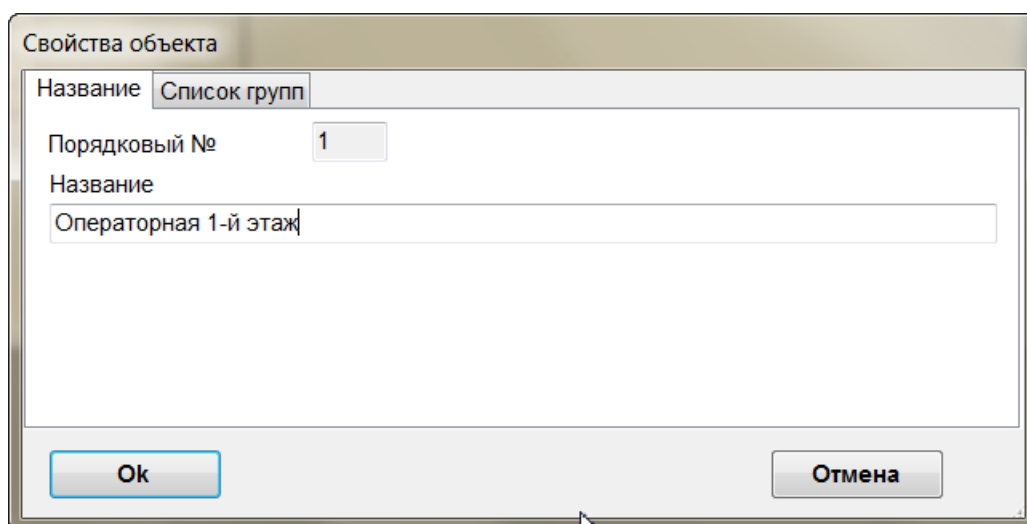 Свойства объекта
Название Список групп
Порядковый № 1
Название
Операторная 1-й этаж
Ok Отмена